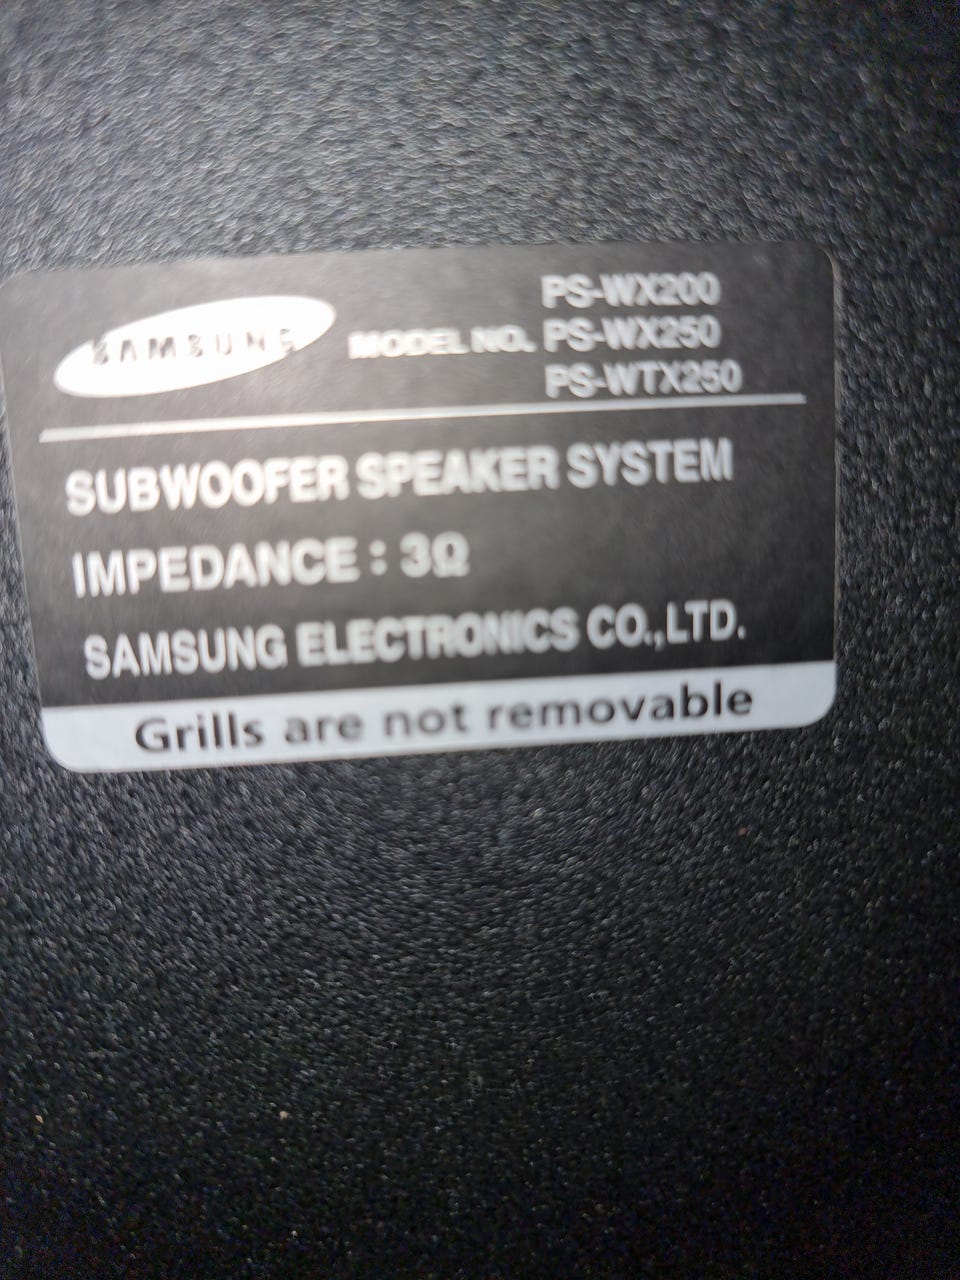 SAMSUNG
MODEL NO.
PS-WX200
PS-WX250
PS-WTX250
SUBWOOFER SPEAKER SYSTEM
IMPEDANCE : 3Ω
SAMSUNG ELECTRONICS CO.,LTD.
Grills are not removable